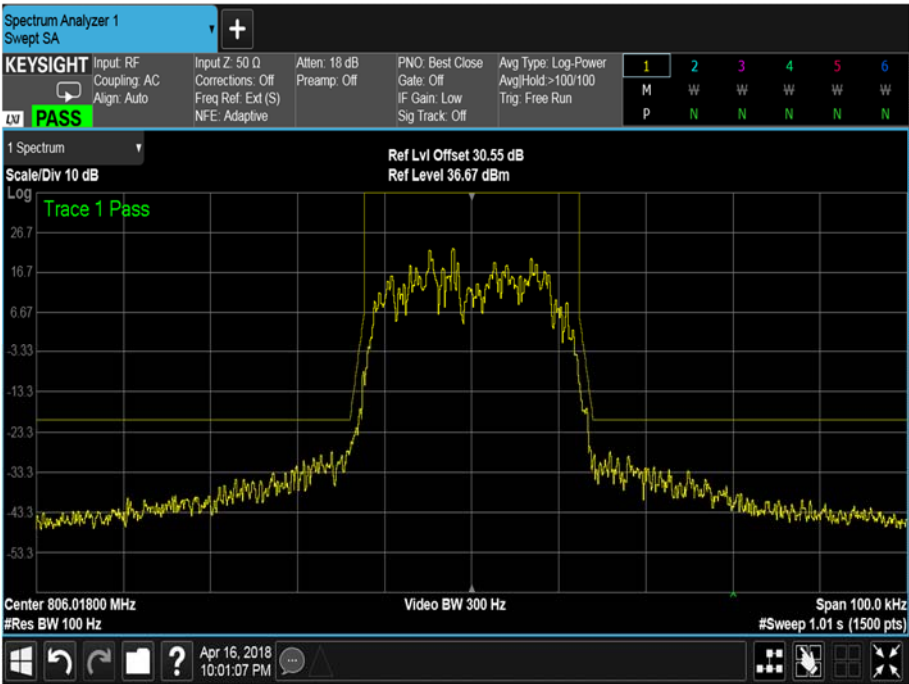 Spectrum Analyzer 1
Swept SA
+
KEYSIGHT
LXI PASS
Input: RF
Coupling: AC
Align: Auto
Input Z: 50 Ω
Corrections: Off
Freq Ref: Ext (S)
NFE: Adaptive
Atten: 18 dB
Preamp: Off
PNO: Best Close
Gate: Off
IF Gain: Low
Sig Track: Off
Avg Type: Log-Power
Avg|Hold:>100/100
Trig: Free Run
1 2 3 4 5 6
M W W W W W
P N N N N N
1 Spectrum
Scale/Div 10 dB
Ref Lvl Offset 30.55 dB
Ref Level 36.67 dBm
Log
Trace 1 Pass
26.7
16.7
6.67
-3.33
-13.3
-23.3
-33.3
-43.3
-53.3
Center 806.01800 MHz
Video BW 300 Hz
Span 100.0 kHz
#Res BW 100 Hz
#Sweep 1.01 s (1500 pts)
?
Apr 16, 2018
10:01:07 PM